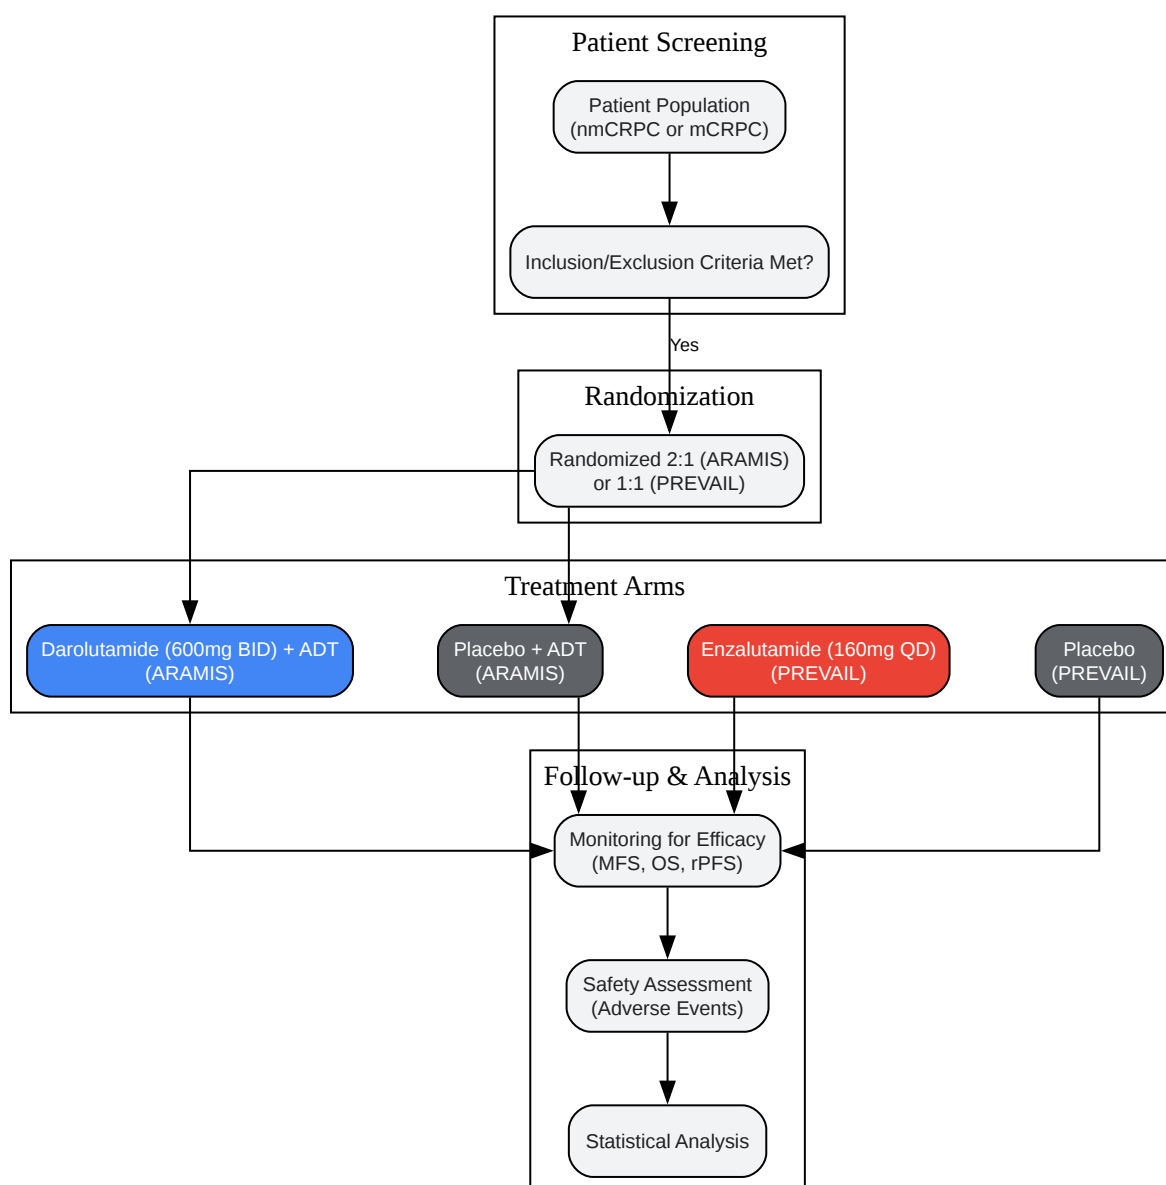 Patient Screening
Patient Population
(nmCRPC or mCRPC)
Inclusion/Exclusion Criteria Met?
Yes
Randomization
Randomized 2:1 (ARAMIS)
or 1:1 (PREVAIL)
Treatment Arms
Darolutamide (600mg BID) + ADT
(ARAMIS)
Placebo + ADT
(ARAMIS)
Enzalutamide (160mg QD)
(PREVAIL)
Placebo
(PREVAIL)
Follow-up & Analysis
Monitoring for Efficacy
(MFS, OS, rPFS)
Safety Assessment
(Adverse Events)
Statistical Analysis